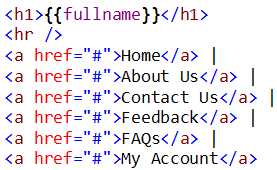 <h1>{{fullname}}</h1>
<hr />
<a href="#">Home</a> |
<a href="#">About Us</a> |
<a href="#">Contact Us</a> |
<a href="#">Feedback</a> |
<a href="#">FAQs</a> |
<a href="#">My Account</a>